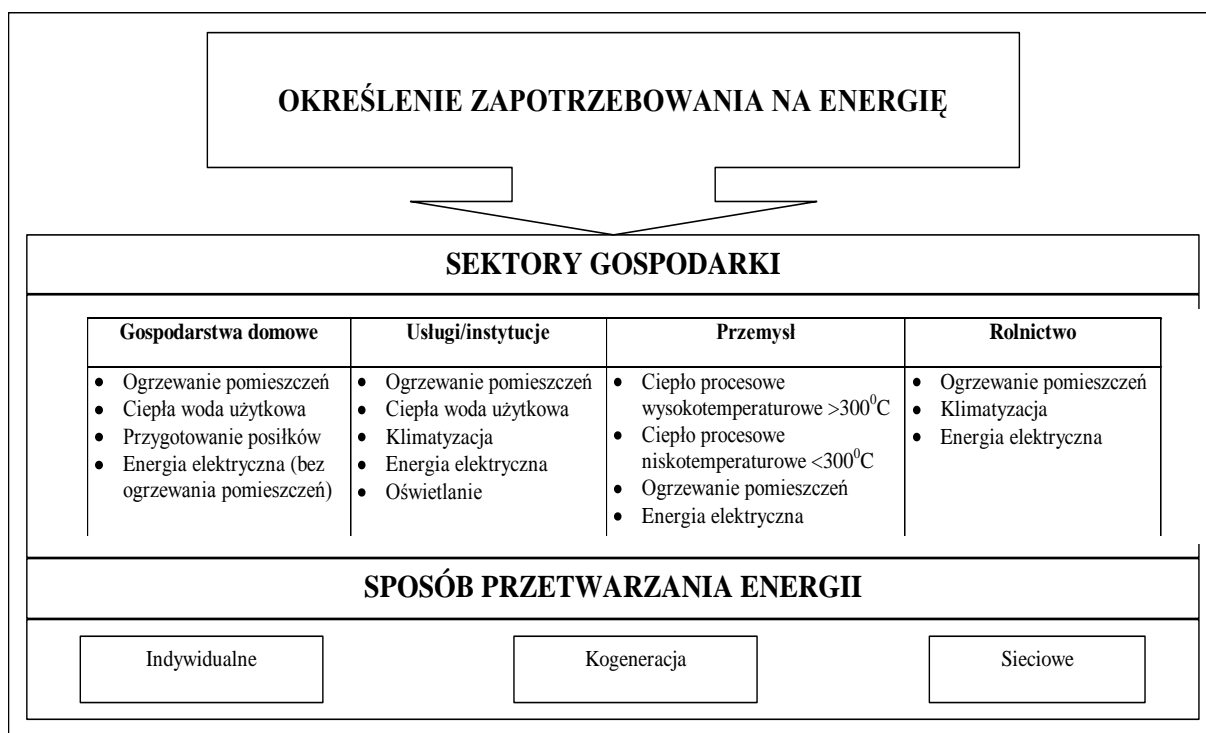 OKREŚLENIE ZAPOTRZEBOWANIA NA ENERGIĘ
SEKTORY GOSPODARKI
Gospodarstwa domowe
• Ogrzewanie pomieszczeń
• Ciepła woda użytkowa
• Przygotowanie posiłków
• Energia elektryczna (bez
ogrzewania pomieszczeń)
Usługi/instytucje
• Ogrzewanie pomieszczeń
• Ciepła woda użytkowa
• Klimatyzacja
• Energia elektryczna
• Oświetlanie
Przemysł
• Ciepło procesowe
wysokotemperaturowe >300⁰C
• Ciepło procesowe
niskotemperaturowe <300⁰C
• Ogrzewanie pomieszczeń
• Energia elektryczna
Rolnictwo
• Ogrzewanie pomieszczeń
• Klimatyzacja
• Energia elektryczna
SPOSÓB PRZETWARZANIA ENERGII
Indywidualne
Kogeneracja
Sieciowe